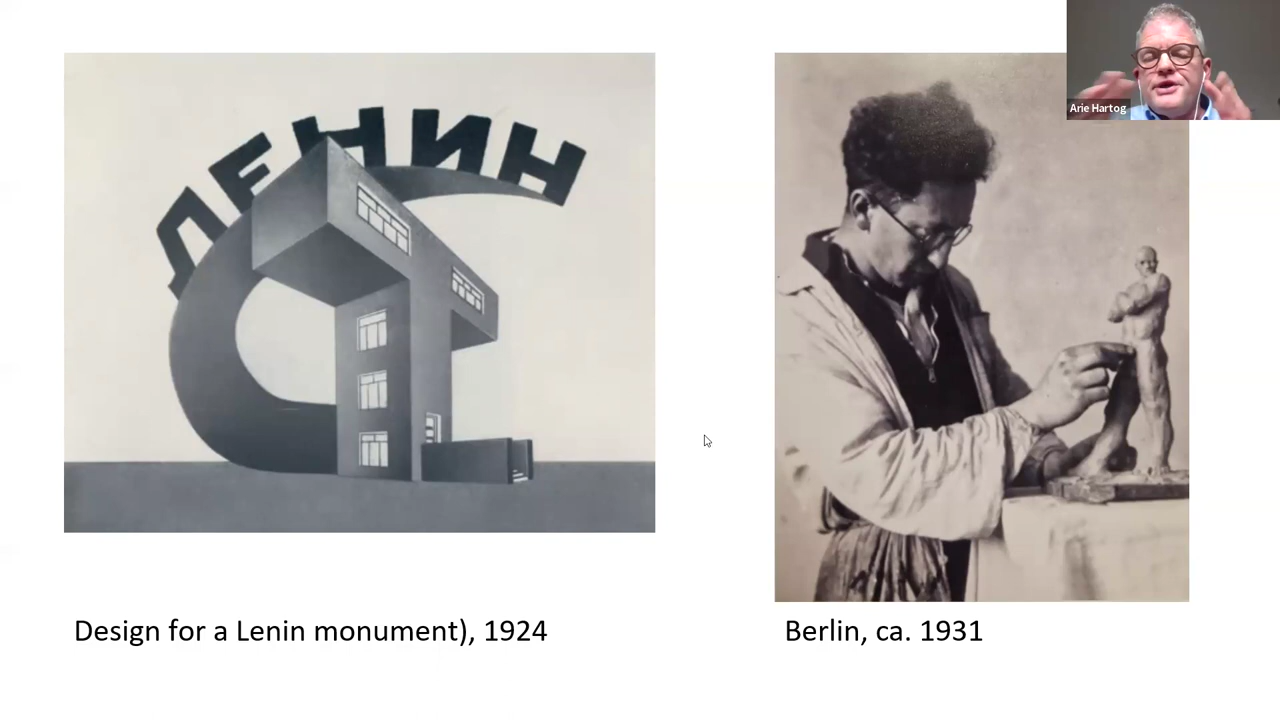 Arie Hartog
ЛЕНИН
Design for a Lenin monument), 1924
Berlin, ca. 1931